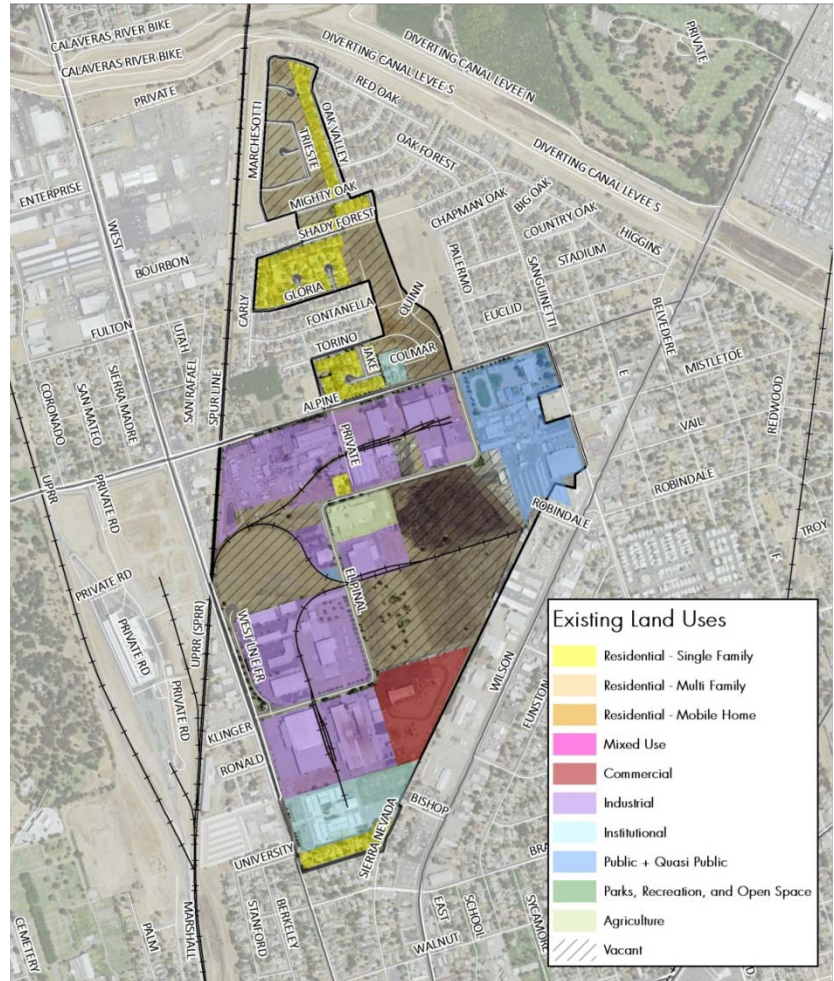 CALAVERAS RIVER BIKE
CALAVERAS RIVER BIKE
PRIVATE
DIVERTING CANAL LEVEE N
DIVERTING CANAL LEVEE S
PRIVATE
RED OAK
OAK VALLEY
MARCHESOTTI
TRIESTE
OAK FOREST
DIVERTING CANAL LEVEE S
ENTERPRISE
MIGHTY OAK
SHADY FOREST
CHAPMAN OAK
BIG OAK
COUNTRY OAK
HIGGINS
STADIUM
WEST
BOURBON
PALERMO
SANGUINETTI
GLORIA
QUINN
CARLY
FONTANELLA
EUCLID
BELVEDERE
FULTON
UTAH
SAN RAFAEL
SPUR LINE
TORINO
JAKE
COLMAR
E
MISTLETOE
REDWOOD
CORONADO
SAN MATEO
SIERRA MADRE
ALPINE
PRIVATE
VAIL
UPRR
PRIVATE RD
ROBINDALE
ROBINDALE
TROY
F
PRIVATE RD
EL PINAL
PRIVATE RD
UPRR (SPRR)
WEST LN E FR
PRIVATE RD
WILSON
FUNSTON
KLINGER
RONALD
BISHOP
SIERRA NEVADA
UNIVERSITY
BRA
CEMETERY
PALM
MARSHALL
STANFORD
BERKELEY
EAST
SCHOOL
SYCAMORE
WALNUT
D
Existing Land Uses
Residential - Single Family
Residential - Multi Family
Residential - Mobile Home
Mixed Use
Commercial
Industrial
Institutional
Public + Quasi Public
Parks, Recreation, and Open Space
Agriculture
Vacant